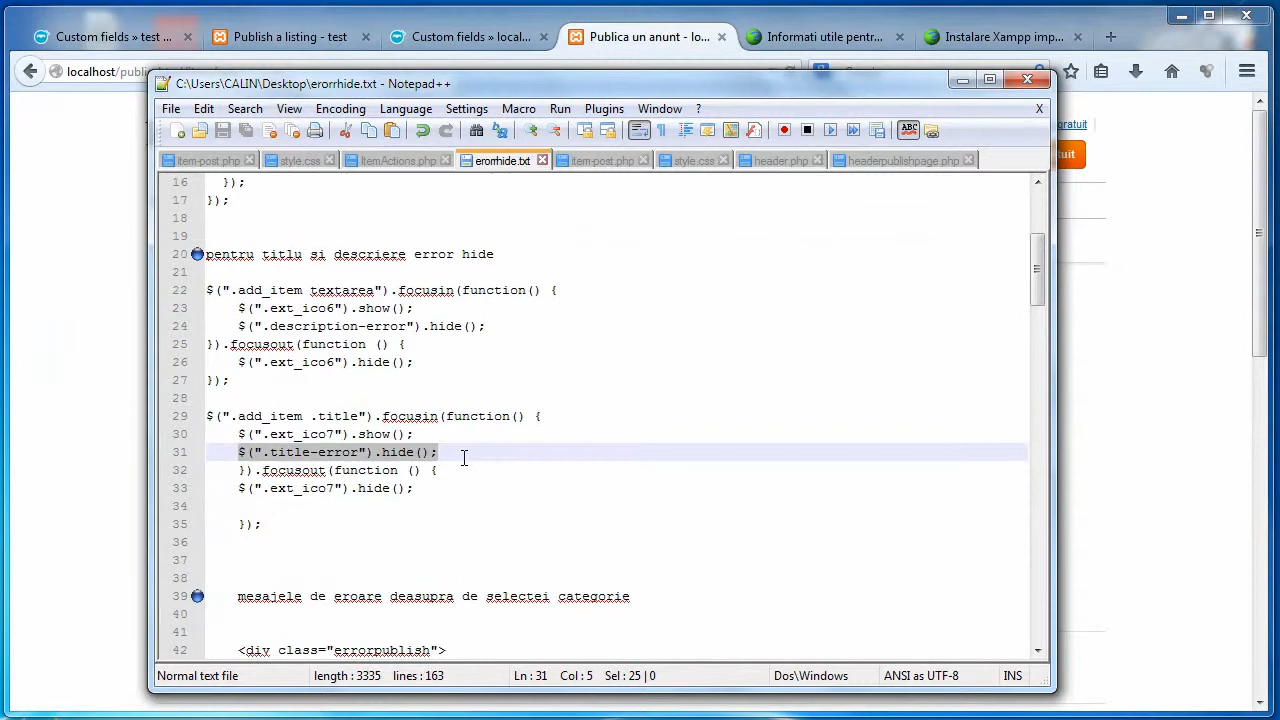 Custom fields » test ...
Publish a listing - test
Custom fields » local...
Publica un anunt - lo...
Informati utile pentr...
Instalare Xampp imp...
C:\Users\CALIN\Desktop\erorrhide.txt - Notepad++
File Edit Search View Encoding Language Settings Macro Run Plugins Window ? X
item-post.php
style.css
ItemActions.php
erorrhide.txt
item-post.php
style.css
header.php
headerpublishpage.php
gratuit
uit
16 });
17 });
18
19
20 pentru titlu si descriere error hide
21
22 $(".add_item textarea").focusin(function() {
23 $(".ext_ico6").show();
24 $(".description-error").hide();
25 }).focusout(function () {
26 $(".ext_ico6").hide();
27 });
28
29 $(".add_item .title").focusin(function() {
30 $(".ext_ico7").show();
31 $(".title-error").hide();
32 }).focusout(function () {
33 $(".ext_ico7").hide();
34
35 });
36
37
38
39 mesajele de eroare deasupra de selectei categorie
40
41
42 <div class="errorpublish">
Normal text file length : 3335 lines : 163 Ln : 31 Col : 5 Sel : 25 | 0 Dos\Windows ANSI as UTF-8 INS